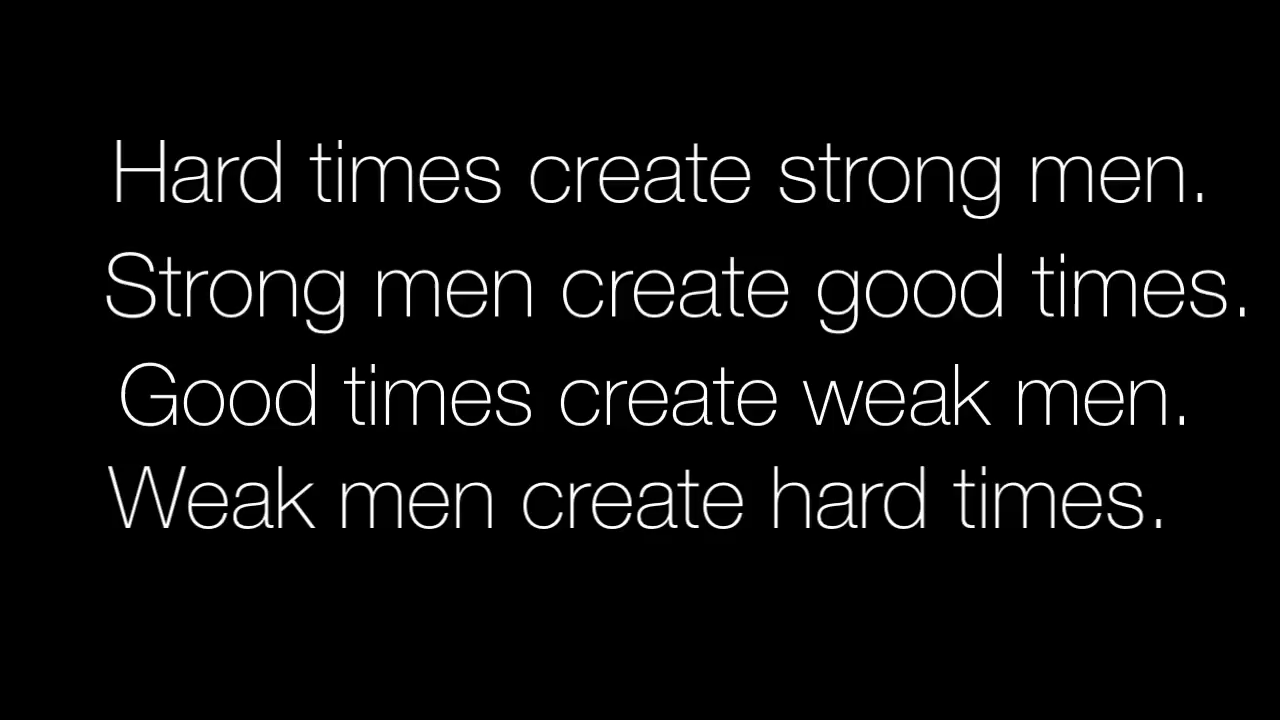 Hard times create strong men.
Strong men create good times.
Good times create weak men.
Weak men create hard times.